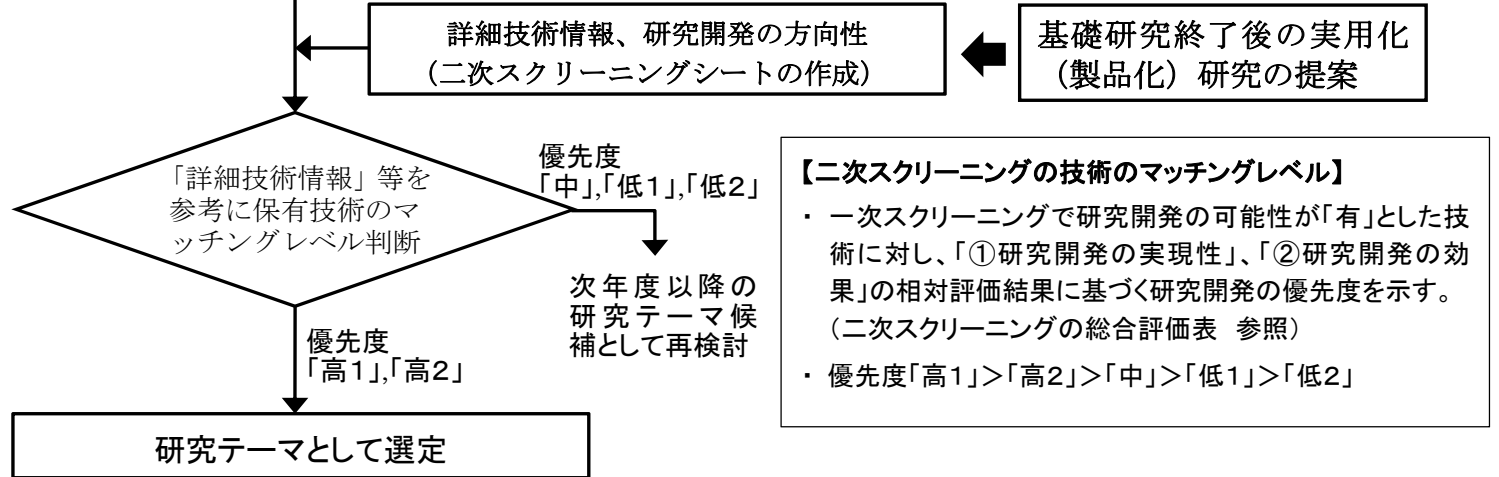 詳細技術情報、研究開発の方向性
（二次スクリーニングシートの作成）
基礎研究終了後の実用化
（製品化）研究の提案
「詳細技術情報」等を
参考に保有技術のマ
ッチングレベル判断
優先度
「中」,「低１」,「低２」
次年度以降の
研究テーマ候
補として再検討
優先度
「高１」,「高２」
研究テーマとして選定
【二次スクリーニングの技術のマッチングレベル】
・ 一次スクリーニングで研究開発の可能性が「有」とした技
術に対し、「①研究開発の実現性」、「②研究開発の効
果」の相対評価結果に基づく研究開発の優先度を示す。
（二次スクリーニングの総合評価表　参照）
・ 優先度「高１」＞「高２」＞「中」＞「低１」＞「低２」